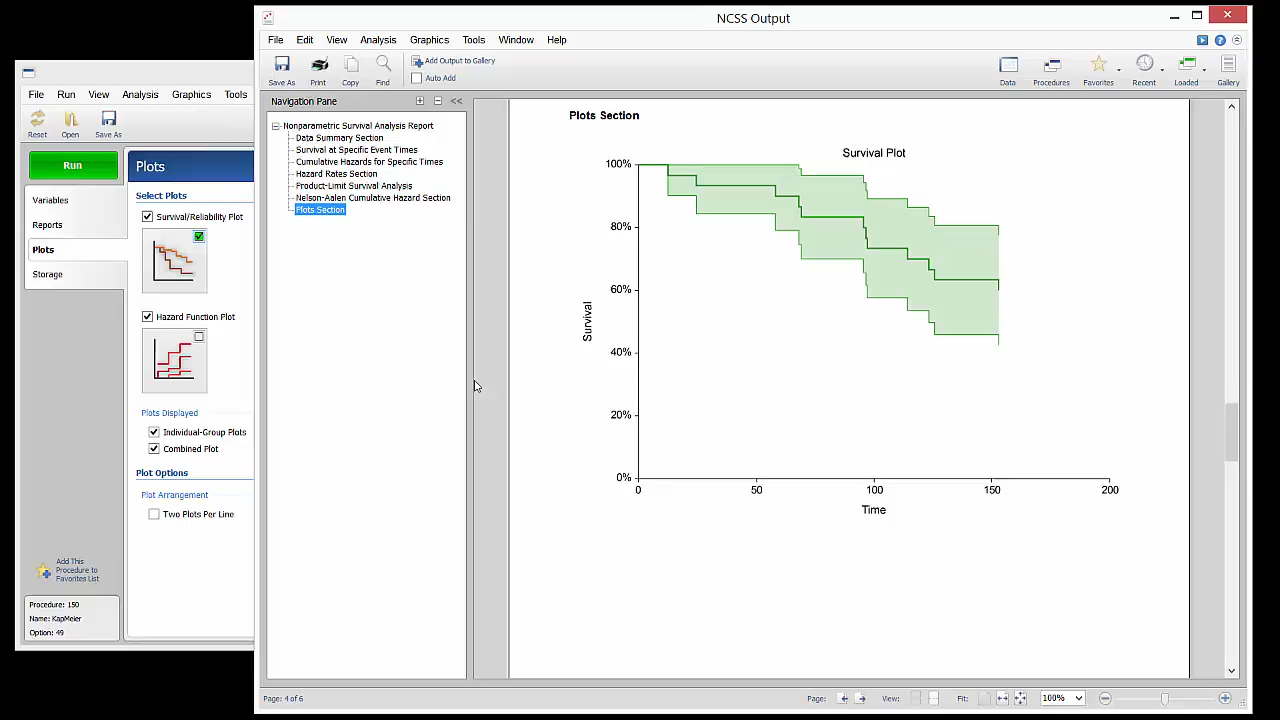 NCSS Output
File Edit View Analysis Graphics Tools Window Help
Save As Print Copy Find
Add Output to Gallery
Auto Add
Data Procedures Favorites Recent Loaded Gallery
Navigation Pane
Nonparametric Survival Analysis Report
Data Summary Section
Survival at Specific Event Times
Cumulative Hazards for Specific Times
Hazard Rates Section
Product-Limit Survival Analysis
Nelson-Aalen Cumulative Hazard Section
Plots Section
Plots Section
Survival Plot
100%
80%
60%
40%
20%
0%
Survival
0 50 100 150 200
Time
Page: 4 of 6
Page: View: Fit: 100%
File Run View Analysis Graphics Tools
Reset Open Save As
Run
Variables
Reports
Plots
Storage
Add This
Procedure to
Favorites List
Procedure: 150
Name: KapMeier
Option: 49
Plots
Select Plots
Survival/Reliability Plot
Hazard Function Plot
Plots Displayed
Individual-Group Plots
Combined Plot
Plot Options
Plot Arrangement
Two Plots Per Line